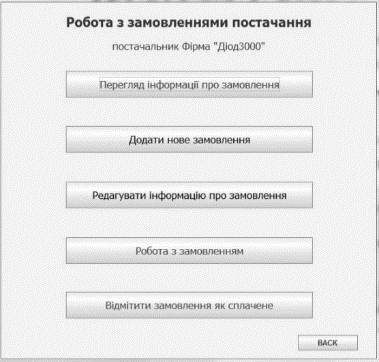 Робота з замовленнями постачання
постачальник Фірма "Діод3000"
Перегляд інформації про замовлення
Додати нове замовлення
Редагувати інформацію про замовлення
Робота з замовленням
Відмітити замовлення як сплачене
BACK